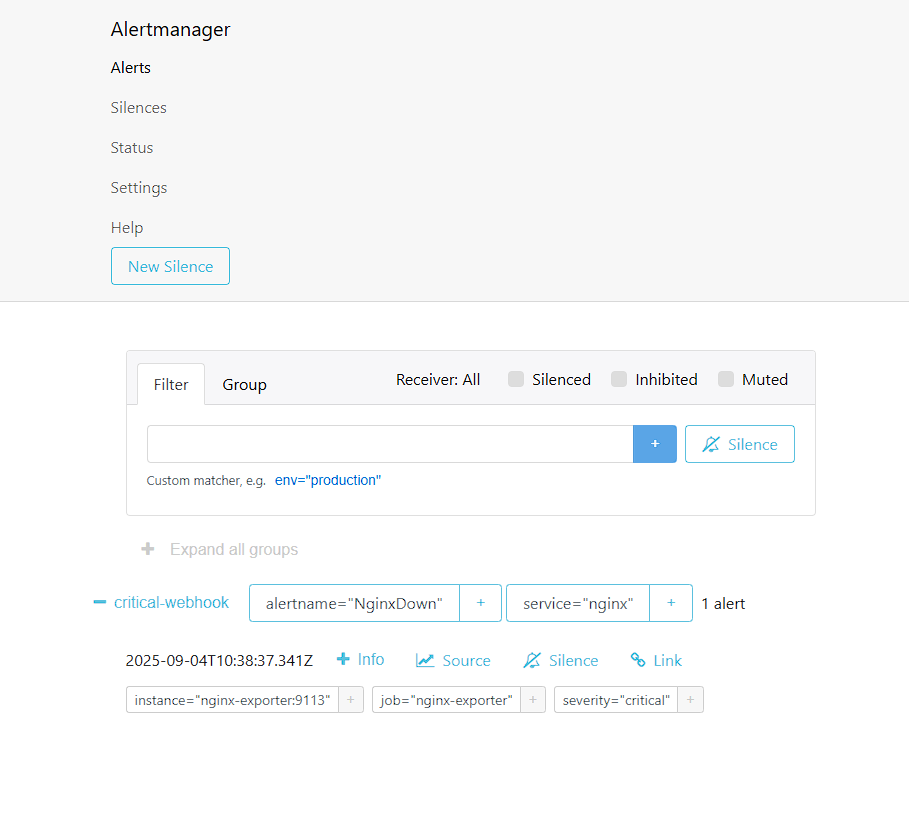 Alertmanager
Alerts
Silences
Status
Settings
Help
New Silence
Filter Group Receiver: All Silenced Inhibited Muted
+ Silence
Custom matcher, e.g. env="production"
+ Expand all groups
− critical-webhook alertname="NginxDown" + service="nginx" + 1 alert
2025-09-04T10:38:37.341Z + Info Source Silence Link
instance="nginx-exporter:9113" + job="nginx-exporter" + severity="critical" +